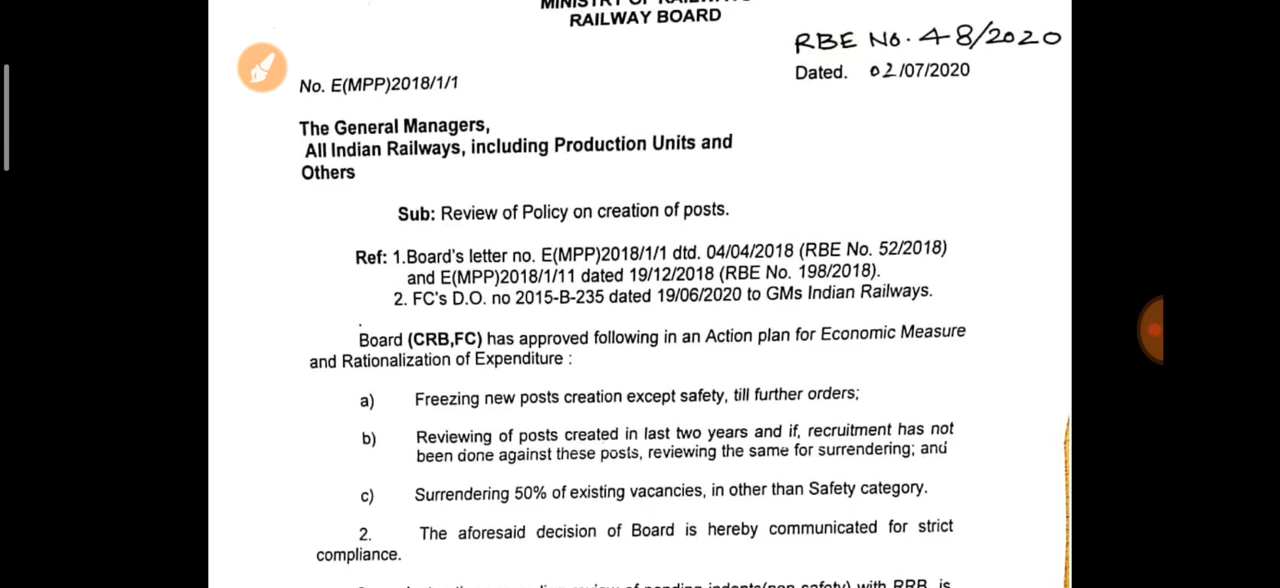 RAILWAY BOARD
RBE No. 48/2020
Dated. 02/07/2020
No. E(MPP)2018/1/1
The General Managers,
All Indian Railways, including Production Units and
Others
Sub: Review of Policy on creation of posts.
Ref: 1.Board's letter no. E(MPP)2018/1/1 dtd. 04/04/2018 (RBE No. 52/2018)
and E(MPP)2018/1/11 dated 19/12/2018 (RBE No. 198/2018).
2. FC's D.O. no 2015-B-235 dated 19/06/2020 to GMs Indian Railways.
Board (CRB,FC) has approved following in an Action plan for Economic Measure
and Rationalization of Expenditure :
a) Freezing new posts creation except safety, till further orders;
b) Reviewing of posts created in last two years and if, recruitment has not
been done against these posts, reviewing the same for surrendering; and
c) Surrendering 50% of existing vacancies, in other than Safety category.
2. The aforesaid decision of Board is hereby communicated for strict
compliance.